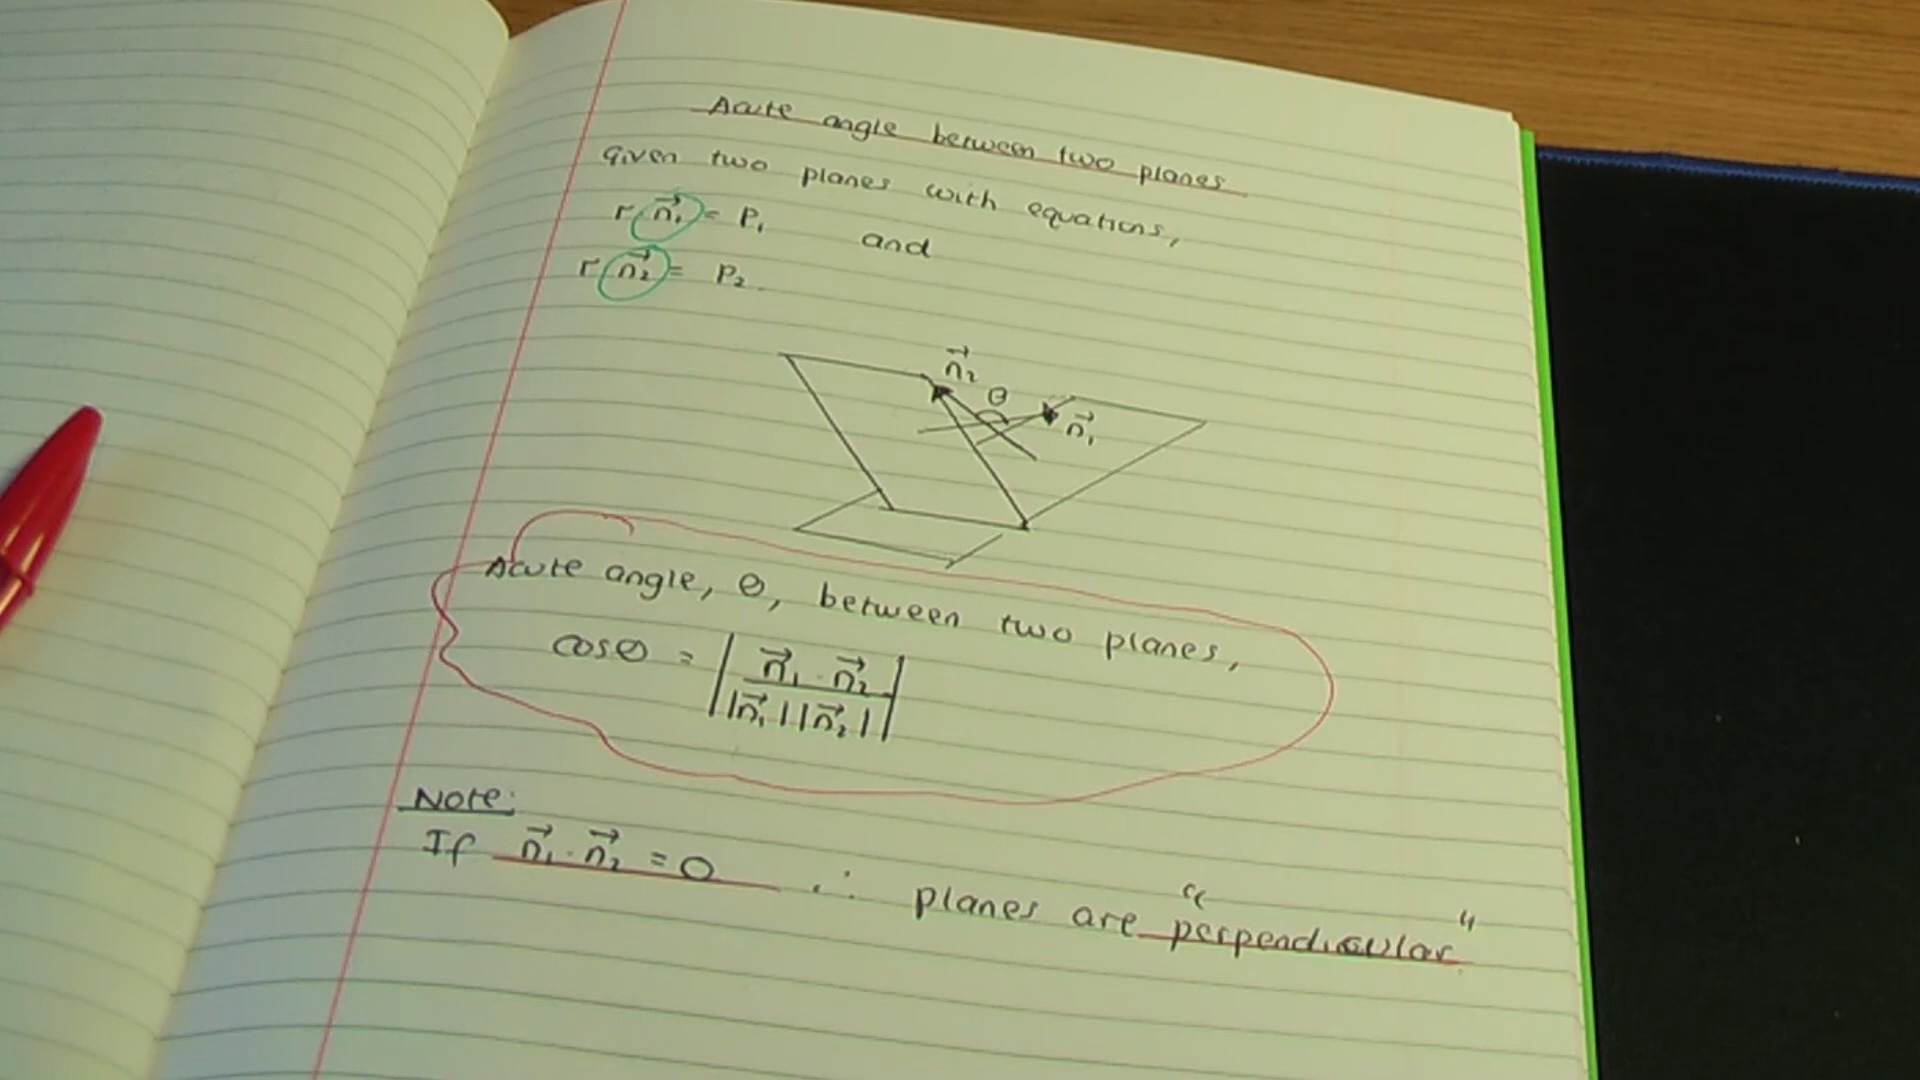 Acute angle between two planes
Given two planes with equations,
r.n⃗₁ = P₁ and
r.n⃗₂ = P₂.
n⃗₂
θ
n⃗₁
Acute angle, θ, between two planes,
cosθ = | n⃗₁ · n⃗₂ / |n⃗₁| |n⃗₂| |
Note:
If n⃗₁ · n⃗₂ = 0 ∴ planes are "perpendicular"